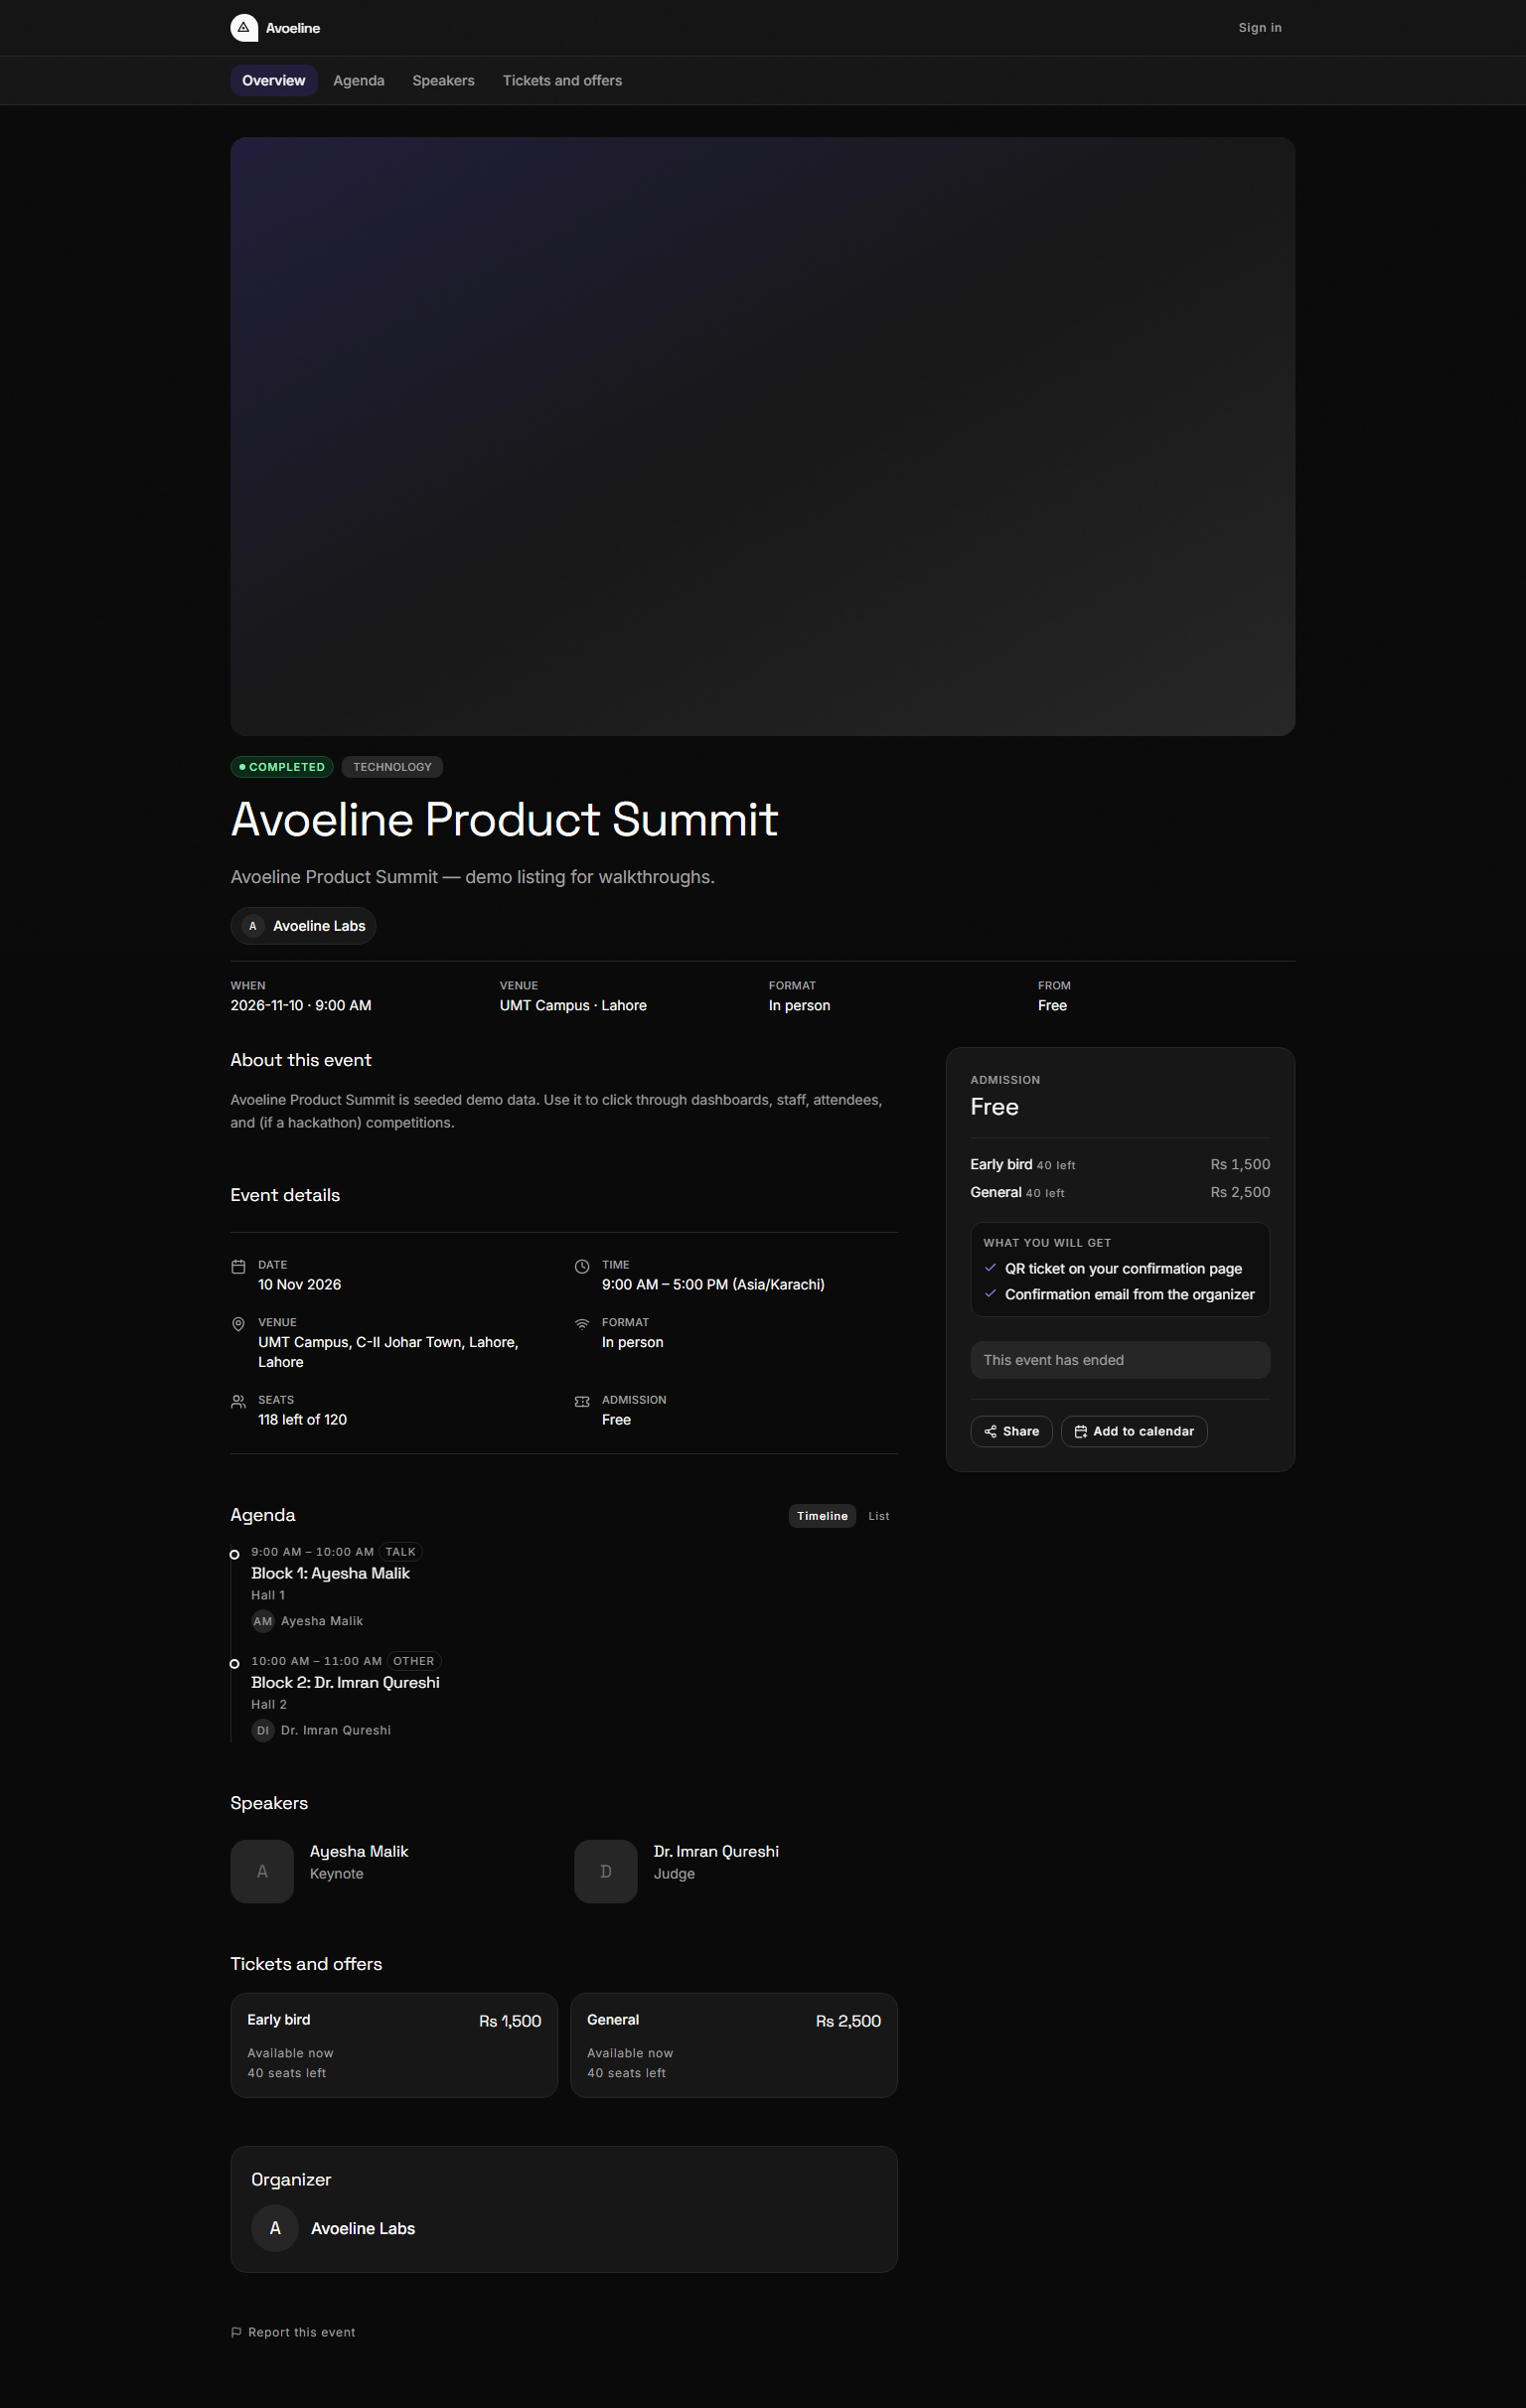 Avoeline
Sign in
Overview
Agenda
Speakers
Tickets and offers
COMPLETED
TECHNOLOGY
Avoeline Product Summit
Avoeline Product Summit — demo listing for walkthroughs.
A
Avoeline Labs
WHEN
2026-11-10 · 9:00 AM
VENUE
UMT Campus · Lahore
FORMAT
In person
FROM
Free
About this event
Avoeline Product Summit is seeded demo data. Use it to click through dashboards, staff, attendees,
and (if a hackathon) competitions.
Event details
DATE
10 Nov 2026
TIME
9:00 AM – 5:00 PM (Asia/Karachi)
VENUE
UMT Campus, C-II Johar Town, Lahore,
Lahore
FORMAT
In person
SEATS
118 left of 120
ADMISSION
Free
ADMISSION
Free
Early bird 40 left Rs 1,500
General 40 left Rs 2,500
WHAT YOU WILL GET
QR ticket on your confirmation page
Confirmation email from the organizer
This event has ended
Share
Add to calendar
Agenda
Timeline
List
9:00 AM – 10:00 AM TALK
Block 1: Ayesha Malik
Hall 1
AM Ayesha Malik
10:00 AM – 11:00 AM OTHER
Block 2: Dr. Imran Qureshi
Hall 2
DI Dr. Imran Qureshi
Speakers
A
Ayesha Malik
Keynote
D
Dr. Imran Qureshi
Judge
Tickets and offers
Early bird
Rs 1,500
Available now
40 seats left
General
Rs 2,500
Available now
40 seats left
Organizer
A
Avoeline Labs
Report this event